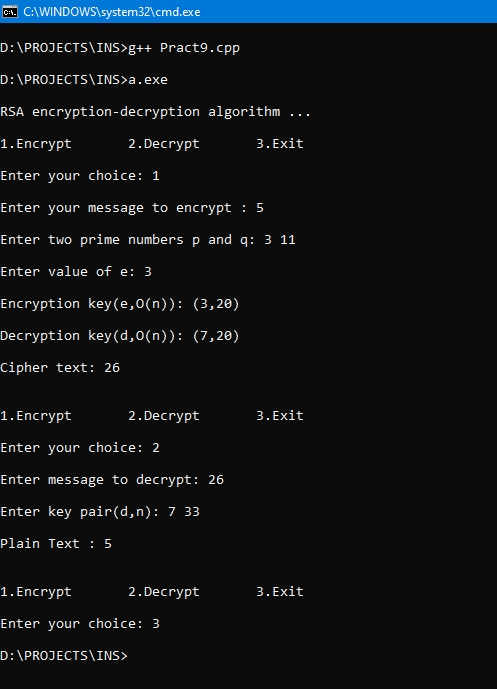 C:\WINDOWS\system32\cmd.exe
D:\PROJECTS\INS>g++ Pract9.cpp
D:\PROJECTS\INS>a.exe
RSA encryption-decryption algorithm ...
1.Encrypt       2.Decrypt       3.Exit
Enter your choice: 1
Enter your message to encrypt : 5
Enter two prime numbers p and q: 3 11
Enter value of e: 3
Encryption key(e,O(n)): (3,20)
Decryption key(d,O(n)): (7,20)
Cipher text: 26
1.Encrypt       2.Decrypt       3.Exit
Enter your choice: 2
Enter message to decrypt: 26
Enter key pair(d,n): 7 33
Plain Text : 5
1.Encrypt       2.Decrypt       3.Exit
Enter your choice: 3
D:\PROJECTS\INS>